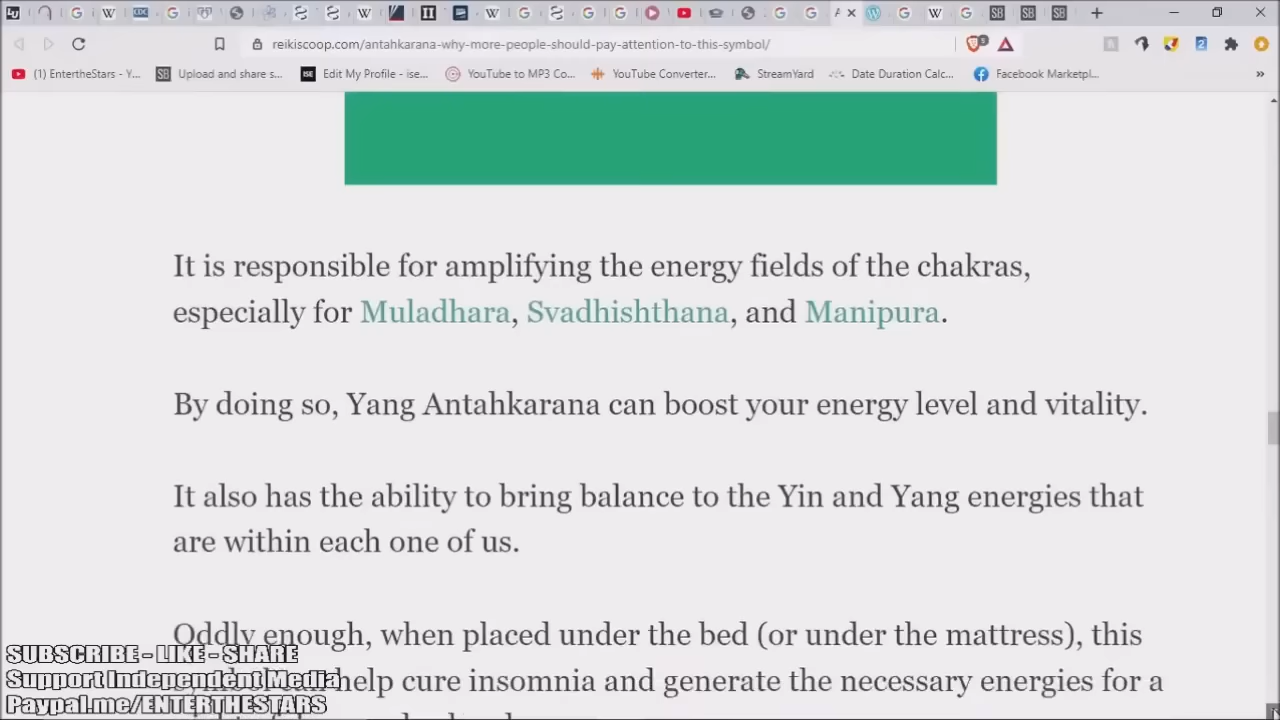 reikiscoop.com/antahkarana-why-more-people-should-pay-attention-to-this-symbol/
(1) EntertheStars - Y...
Upload and share s...
Edit My Profile - ise...
YouTube to MP3 Co...
YouTube Converter...
StreamYard
Date Duration Calc...
Facebook Marketpl...
It is responsible for amplifying the energy fields of the chakras,
especially for Muladhara, Svadhishthana, and Manipura.
By doing so, Yang Antahkarana can boost your energy level and vitality.
It also has the ability to bring balance to the Yin and Yang energies that
are within each one of us.
Oddly enough, when placed under the bed (or under the mattress), this
help cure insomnia and generate the necessary energies for a
SUBSCRIBE - LIKE - SHARE
Support Independent Media
Paypal.me/ENTERTHESTARS